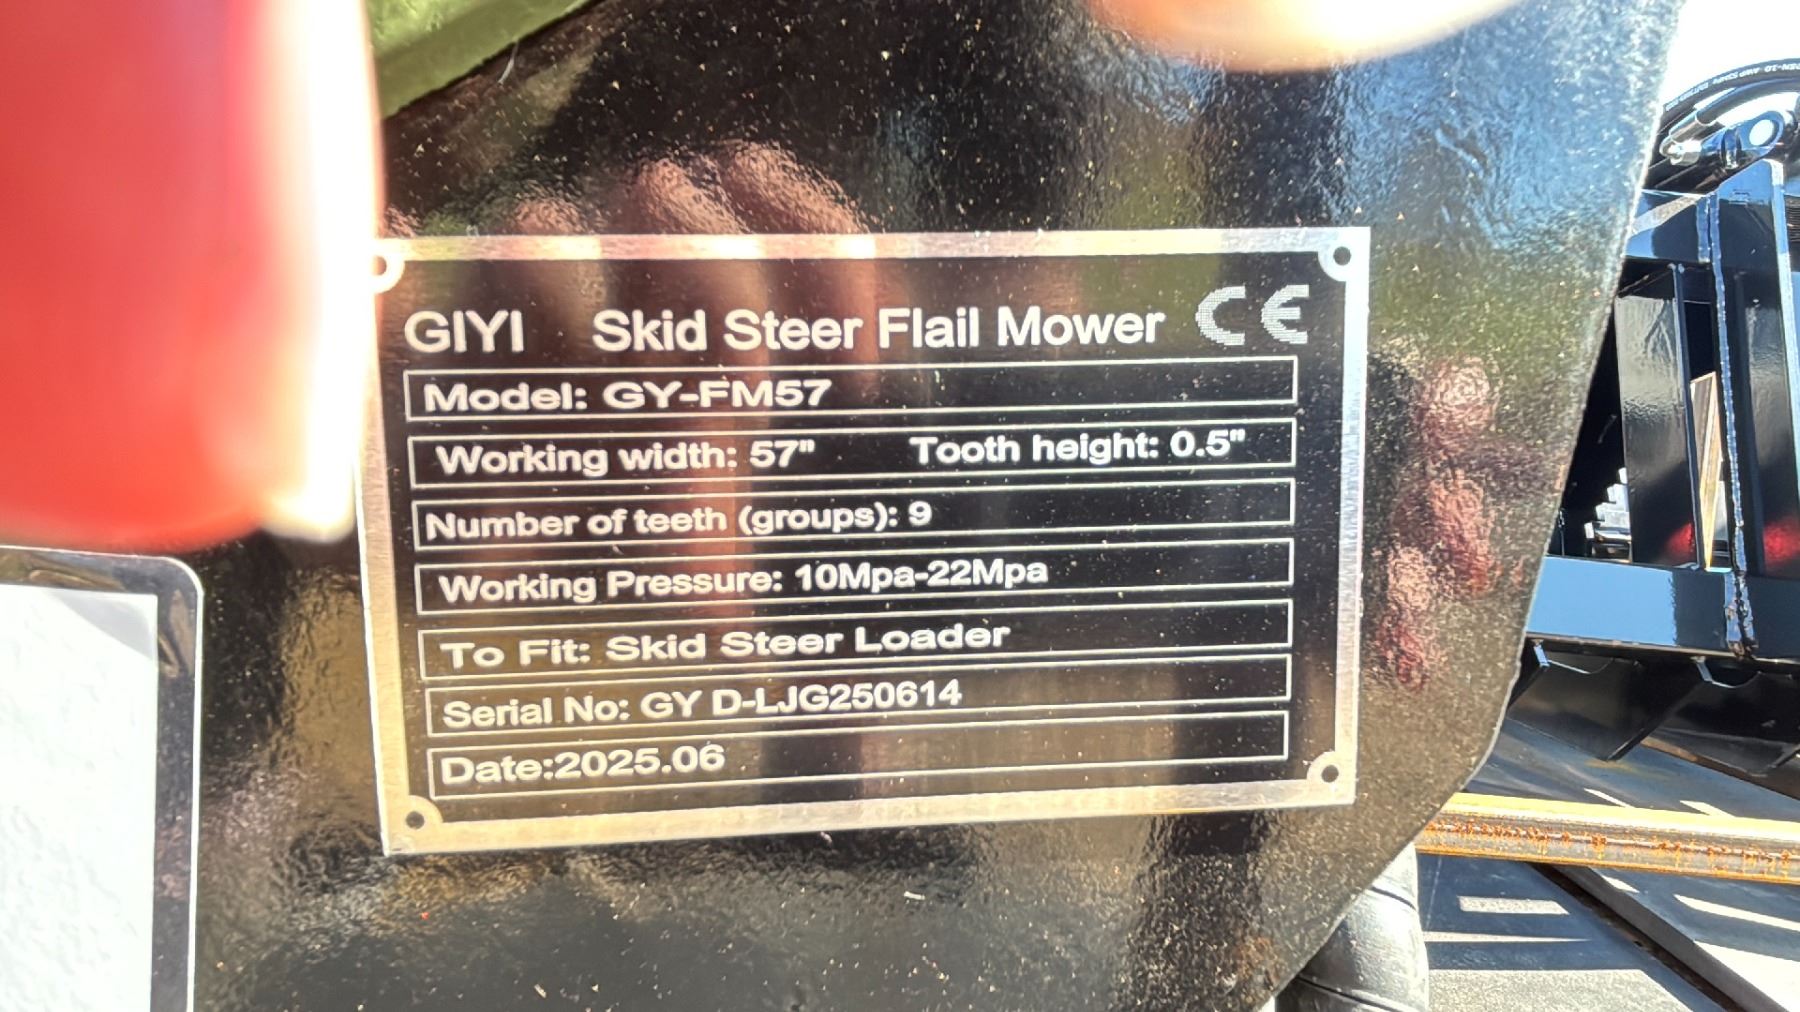 GIYI Skid Steer Flail Mower CE
Model: GY-FM57
Working width: 57" Tooth height: 0.5"
Number of teeth (groups): 9
Working Pressure: 10Mpa-22Mpa
To Fit: Skid Steer Loader
Serial No: GY D-LJG250614
Date:2025.06